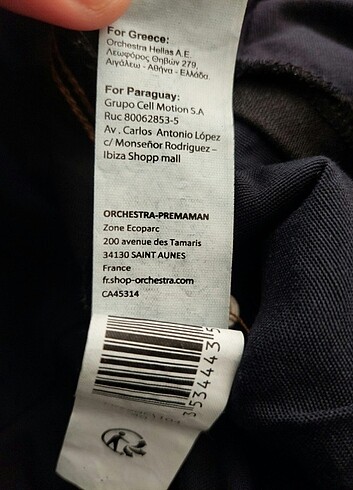 For Greece:
Orchestra Hellas A.E.
Λεωφόρος Θηβών 279,
Αιγάλεω - Αθήνα - Ελλάδα
For Paraguay:
Grupo Cell Motion S.A
Ruc 80062853-5
Av . Carlos Antonio López
c/ Monseñor Rodriguez –
Ibiza Shopp mall
ORCHESTRA-PREMAMAN
Zone Ecoparc
200 avenue des Tamaris
34130 SAINT AUNES
France
fr.shop-orchestra.com
CA45314
3534443